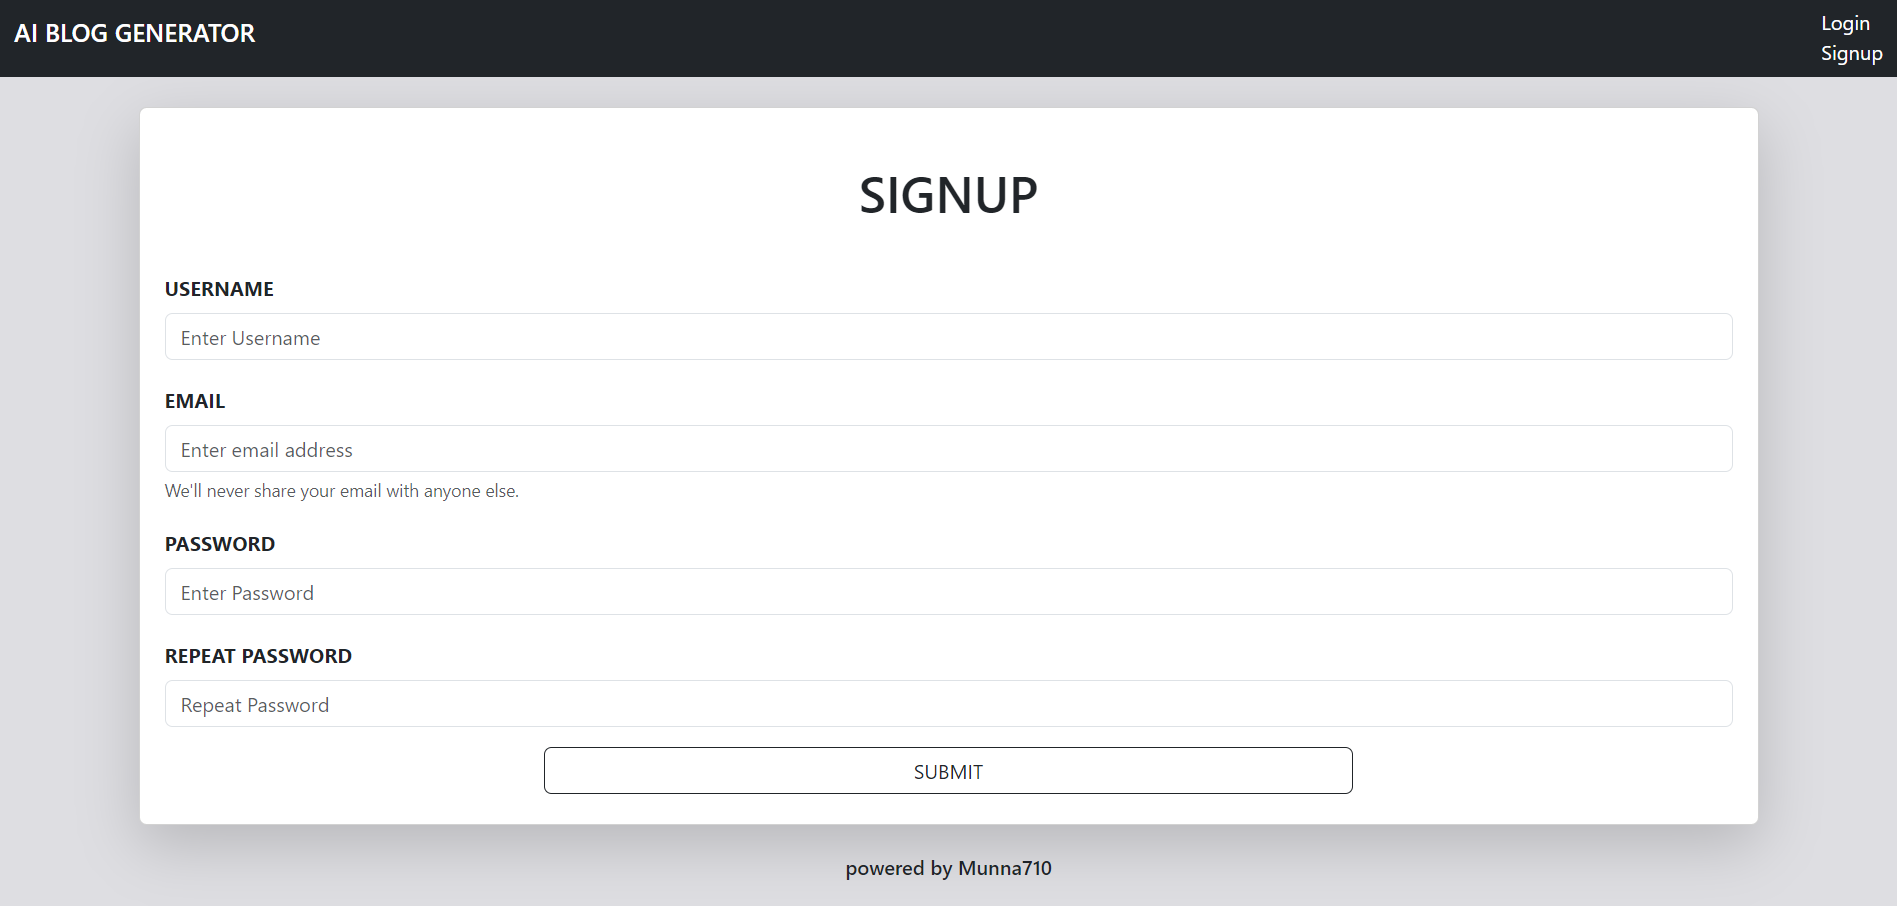 AI BLOG GENERATOR
Login
Signup
SIGNUP
USERNAME
Enter Username
EMAIL
Enter email address
We'll never share your email with anyone else.
PASSWORD
Enter Password
REPEAT PASSWORD
Repeat Password
SUBMIT
powered by Munna710